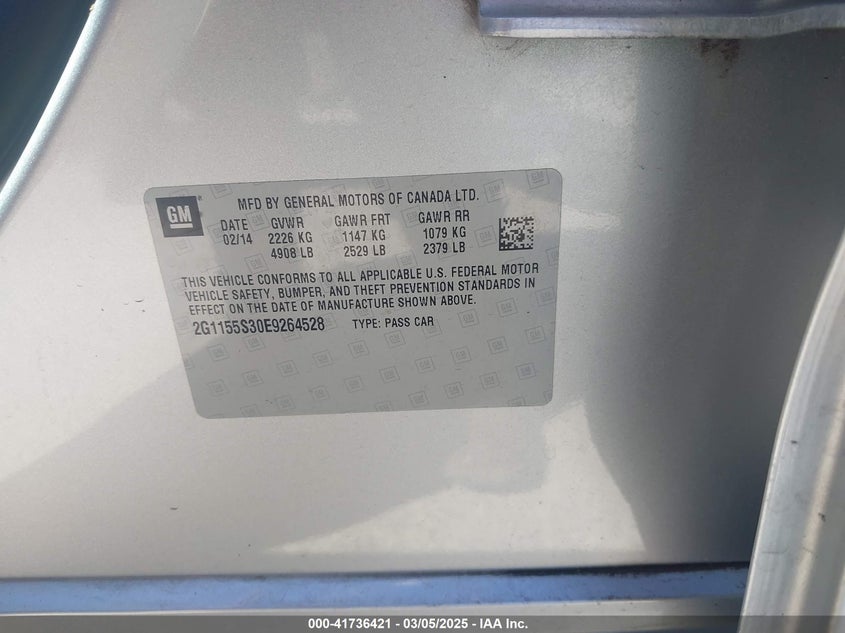 MFD BY GENERAL MOTORS OF CANADA LTD.
GM
®
DATE GVWR GAWR FRT GAWR RR
02/14 2226 KG 1147 KG 1079 KG
4908 LB 2529 LB 2379 LB
THIS VEHICLE CONFORMS TO ALL APPLICABLE U.S. FEDERAL MOTOR
VEHICLE SAFETY, BUMPER, AND THEFT PREVENTION STANDARDS IN
EFFECT ON THE DATE OF MANUFACTURE SHOWN ABOVE.
2G1155S30E9264528 TYPE: PASS CAR
000-41736421 — 03/05/2025 — IAA Inc.